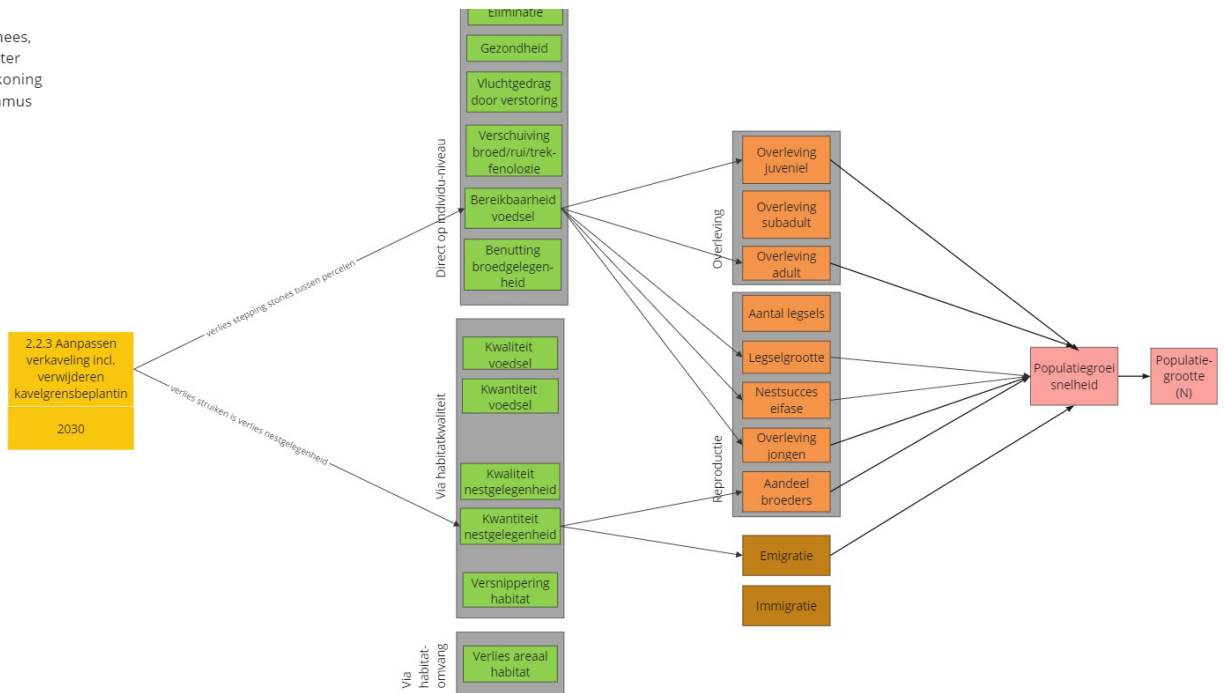 nees,
ter
koning
mus
2.2.3 Aanpassen
verkaveling incl.
verwijderen
kavelgrensbeplantin
2030
verlies stepping stones tussen percelen
verlies struiken is verlies nestgelegenheid
Direct op individu-niveau
Eliminatie
Gezondheid
Vluchtgedrag
door verstoring
Verschuiving
broed/rui/trek-
fenologie
Bereikbaarheid
voedsel
Benutting
broedgelegen-
heid
Via habitatkwaliteit
Kwaliteit
voedsel
Kwantiteit
voedsel
Kwaliteit
nestgelegenheid
Kwantiteit
nestgelegenheid
Versnippering
habitat
Via
habitat-
omvang
Verlies areaal
habitat
Overleving
Overleving
juveniel
Overleving
subadult
Overleving
adult
Reproductie
Aantal legsels
Legselgrootte
Nestsucces
eifase
Overleving
jongen
Aandeel
broeders
Emigratie
Immigratie
Populatiegroei
snelheid
Populatie-
grootte
(N)